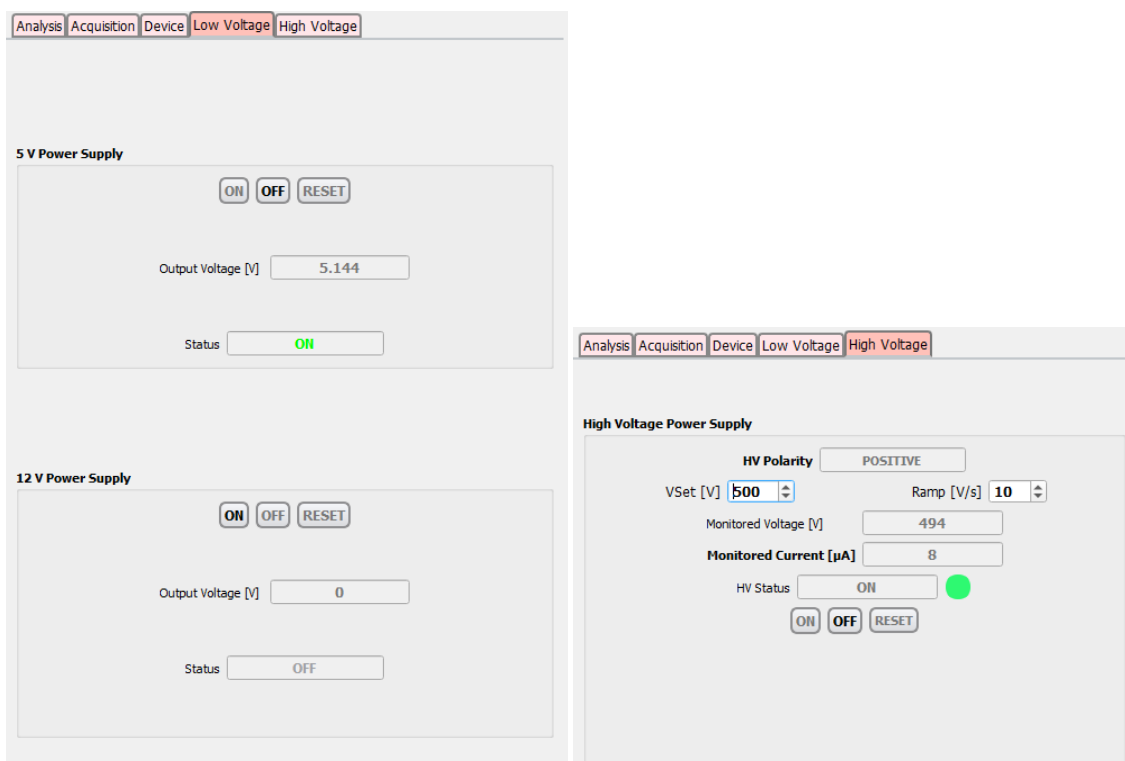 Analysis Acquisition Device Low Voltage High Voltage
5 V Power Supply
ON OFF RESET
Output Voltage [V] 5.144
Status ON
12 V Power Supply
ON OFF RESET
Output Voltage [V] 0
Status OFF
Analysis Acquisition Device Low Voltage High Voltage
High Voltage Power Supply
HV Polarity POSITIVE
VSet [V] 500 Ramp [V/s] 10
Monitored Voltage [V] 494
Monitored Current [µA] 8
HV Status ON
ON OFF RESET